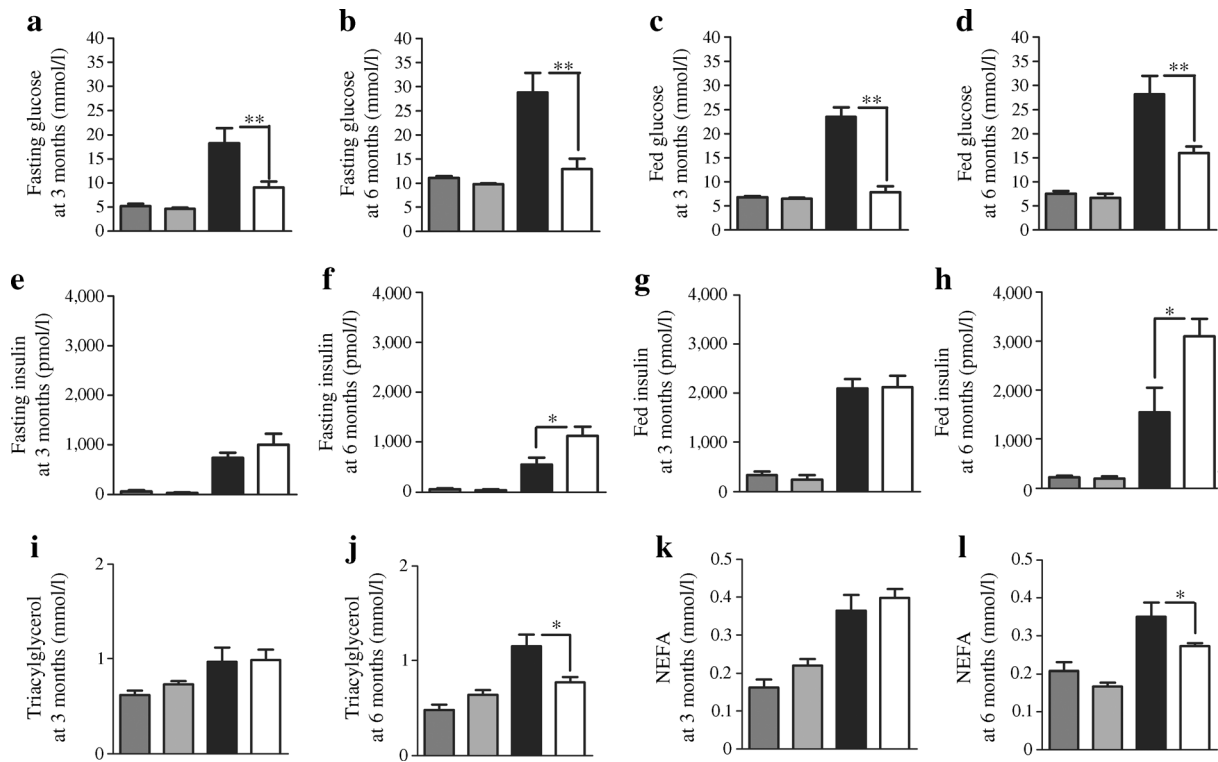 a
Fasting glucose
at 3 months (mmol/l)
40
35
30
25
20
15
10
5
0
**
b
Fasting glucose
at 6 months (mmol/l)
40
35
30
25
20
15
10
5
0
**
c
Fed glucose
at 3 months (mmol/l)
40
35
30
25
20
15
10
5
0
**
d
Fed glucose
at 6 months (mmol/l)
40
35
30
25
20
15
10
5
0
**
e
Fasting insulin
at 3 months (pmol/l)
4,000
3,000
2,000
1,000
0
f
Fasting insulin
at 6 months (pmol/l)
4,000
3,000
2,000
1,000
0
*
g
Fed insulin
at 3 months (pmol/l)
4,000
3,000
2,000
1,000
0
h
Fed insulin
at 6 months (pmol/l)
4,000
3,000
2,000
1,000
0
*
i
Triacylglycerol
at 3 months (mmol/l)
2
1
0
j
Triacylglycerol
at 6 months (mmol/l)
2
1
0
*
k
NEFA
at 3 months (mmol/l)
0.5
0.4
0.3
0.2
0.1
0
l
NEFA
at 6 months (mmol/l)
0.5
0.4
0.3
0.2
0.1
0
*